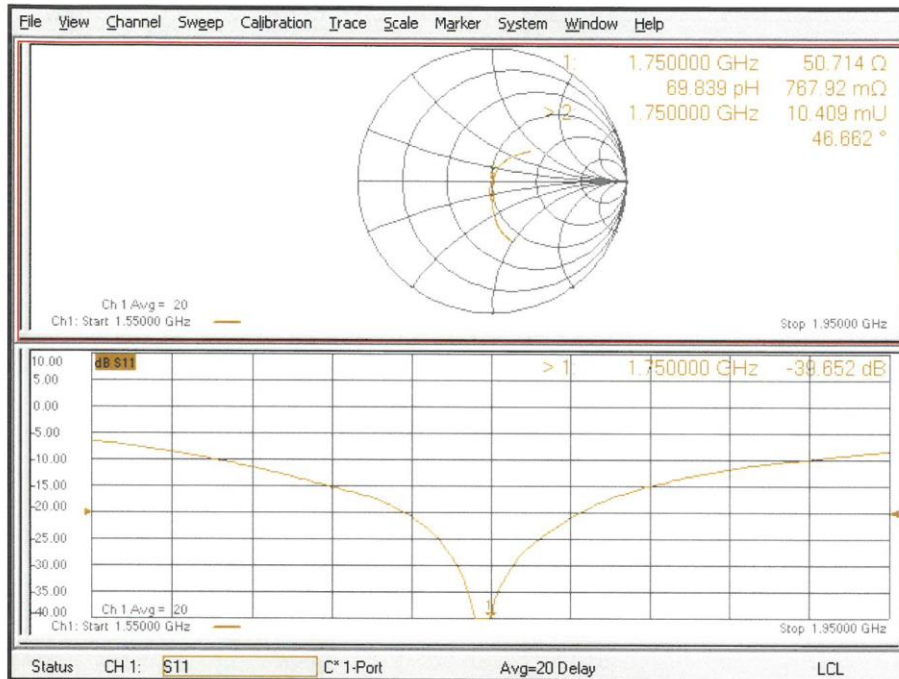 File View Channel Sweep Calibration Trace Scale Marker System Window Help
1: 1.750000 GHz 50.714 Ω
69.839 pH 767.92 mΩ
> 2: 1.750000 GHz 10.409 mU
46.662 °
Ch 1 Avg = 20
Ch1: Start 1.55000 GHz
Stop 1.95000 GHz
10.00
dB S11
> 1: 1.750000 GHz -39.652 dB
5.00
0.00
-5.00
-10.00
-15.00
-20.00
-25.00
-30.00
-35.00
1
-40.00
Ch 1 Avg = 20
Ch1: Start 1.55000 GHz
Stop 1.95000 GHz
Status CH 1: S11 C* 1-Port Avg=20 Delay LCL